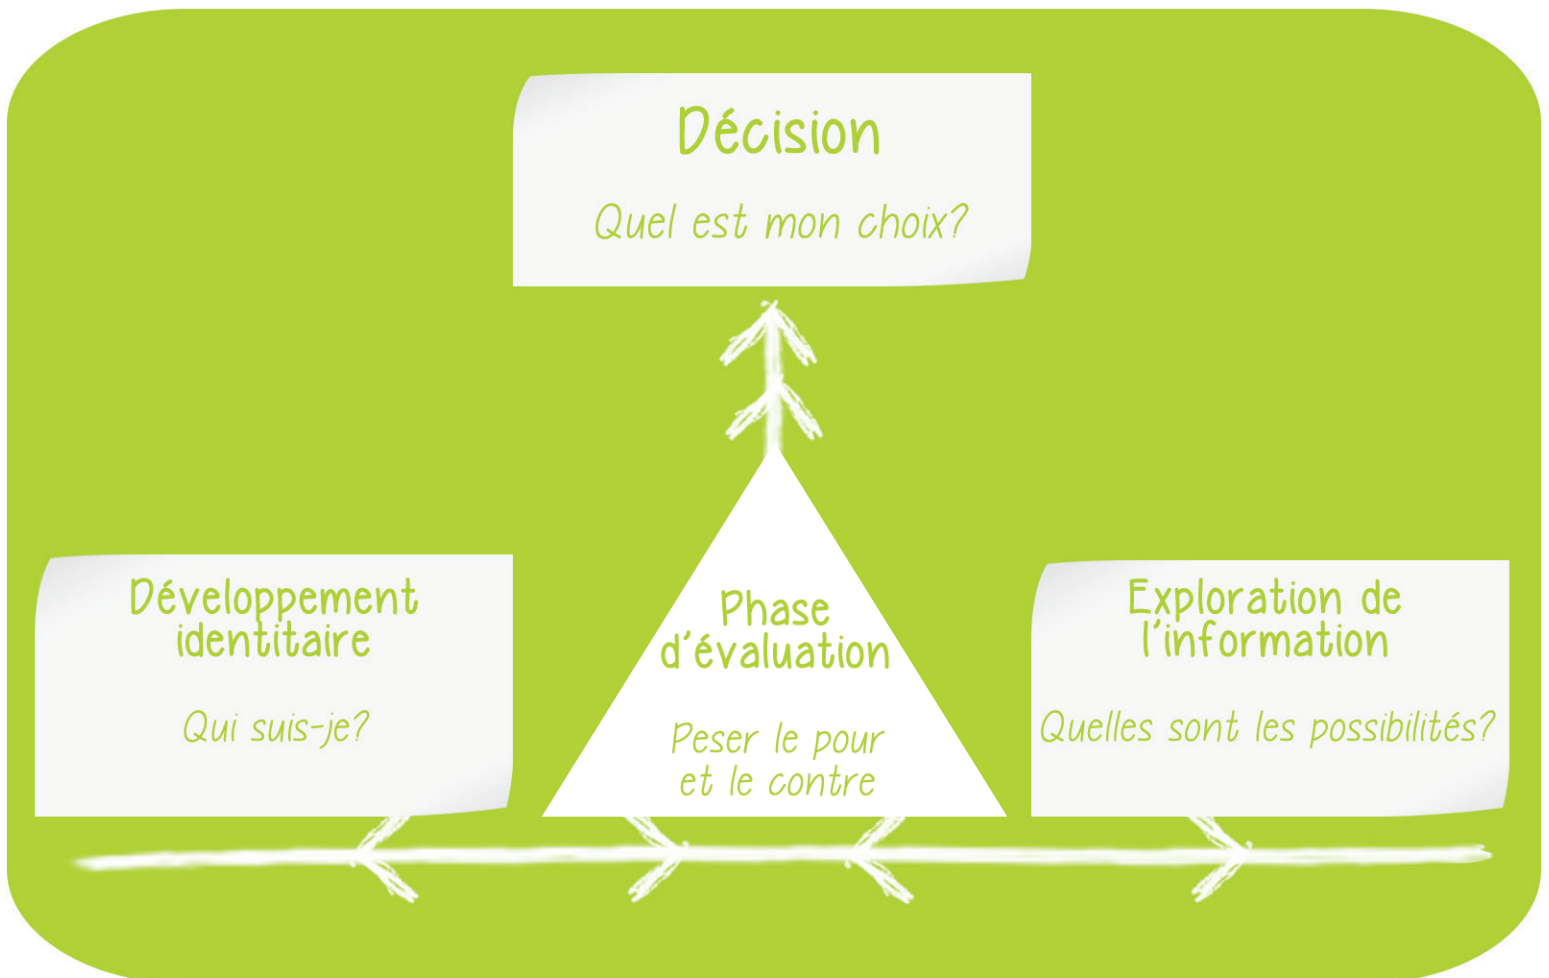 Décision
Quel est mon choix?
Développement
identitaire
Qui suis-je?
Phase
d'évaluation
Peser le pour
et le contre
Exploration de
l'information
Quelles sont les possibilités?